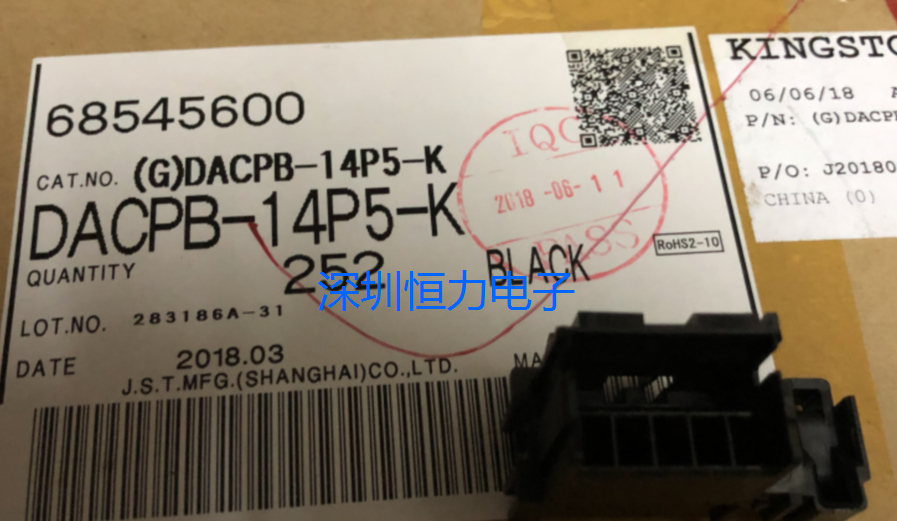 68545600
CAT.NO. (G)DACPB-14P5-K
DACPB-14P5-K
QUANTITY 252 BLACK
LOT.NO. 283186A-31
DATE 2018.03
J.S.T.MFG.(SHANGHAI)CO.,LTD.
IQC
2018-06-11
PASS
RoHS2-10
深圳恒力电子
06/06/18
P/N: (G)DACP
P/O: J20180
CHINA (O)